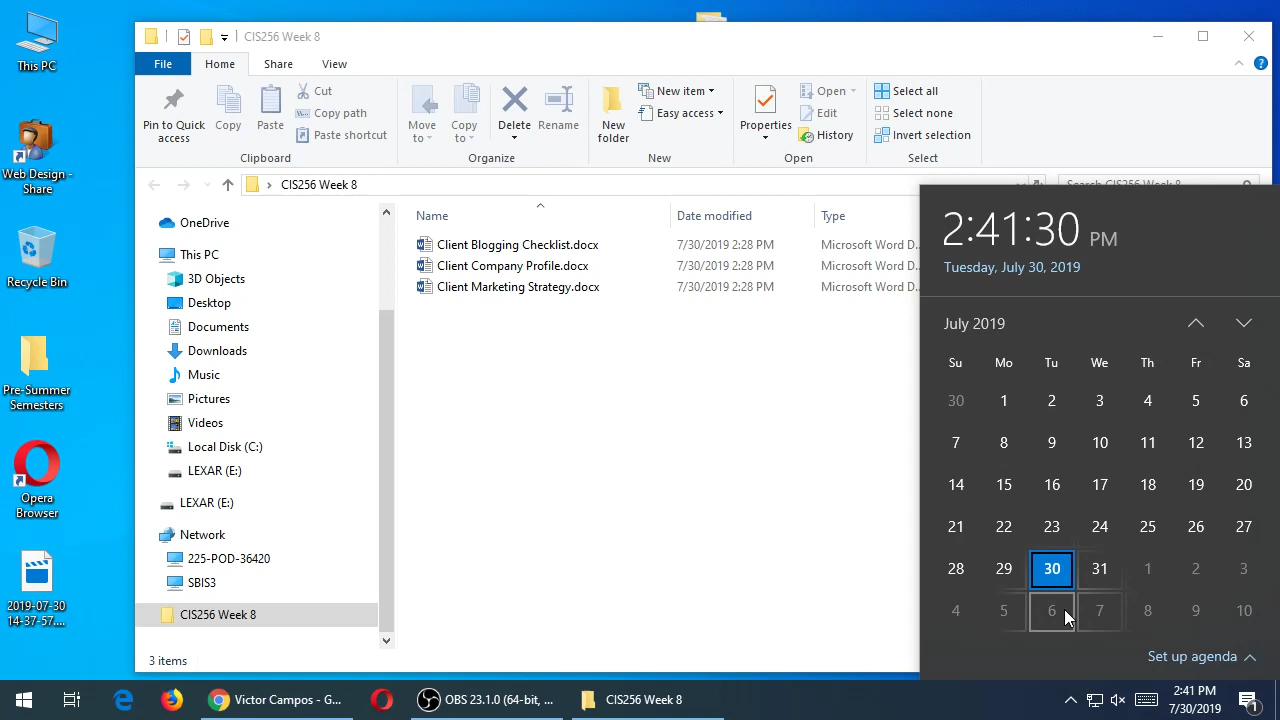 This PC
Web Design -
Share
Recycle Bin
Pre-Summer
Semesters
Opera
Browser
2019-07-30
14-37-57....
CIS256 Week 8
File
Home
Share
View
Pin to Quick
access
Copy
Paste
Cut
Copy path
Paste shortcut
Clipboard
Move
to
Copy
to
Delete
Rename
Organize
New
folder
New item
Easy access
New
Properties
Open
Edit
History
Open
Select all
Select none
Invert selection
Select
CIS256 Week 8
Search CIS256 Week 8
OneDrive
This PC
3D Objects
Desktop
Documents
Downloads
Music
Pictures
Videos
Local Disk (C:)
LEXAR (E:)
LEXAR (E:)
Network
225-POD-36420
SBIS3
CIS256 Week 8
Name Date modified Type
Client Blogging Checklist.docx 7/30/2019 2:28 PM Microsoft Word D...
Client Company Profile.docx 7/30/2019 2:28 PM Microsoft Word D...
Client Marketing Strategy.docx 7/30/2019 2:28 PM Microsoft Word D...
3 items
2:41:30 PM
Tuesday, July 30, 2019
July 2019
Su Mo Tu We Th Fr Sa
30 1 2 3 4 5 6
7 8 9 10 11 12 13
14 15 16 17 18 19 20
21 22 23 24 25 26 27
28 29 30 31 1 2 3
4 5 6 7 8 9 10
Set up agenda
Victor Campos - G...
OBS 23.1.0 (64-bit, ...
CIS256 Week 8
2:41 PM
7/30/2019
1